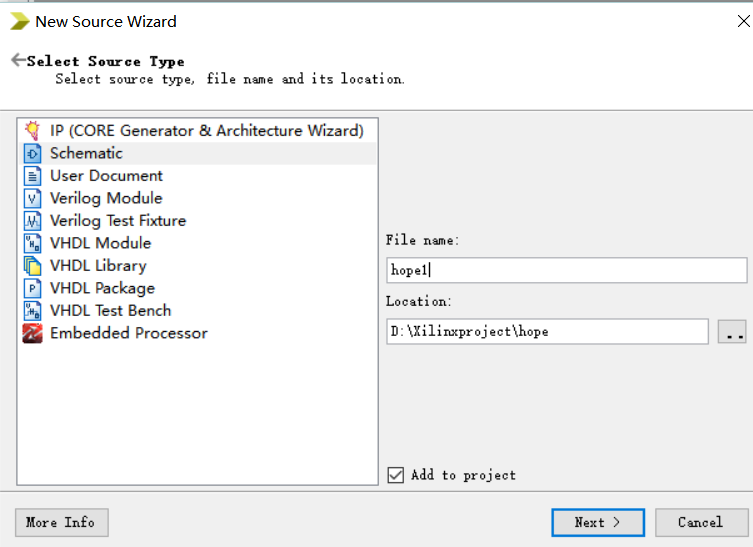 New Source Wizard
Select Source Type
Select source type, file name and its location.
IP (CORE Generator & Architecture Wizard)
Schematic
User Document
Verilog Module
Verilog Test Fixture
VHDL Module
VHDL Library
VHDL Package
VHDL Test Bench
Embedded Processor
File name:
hope1
Location:
D:\Xilinxproject\hope
..
Add to project
More Info
Next >
Cancel